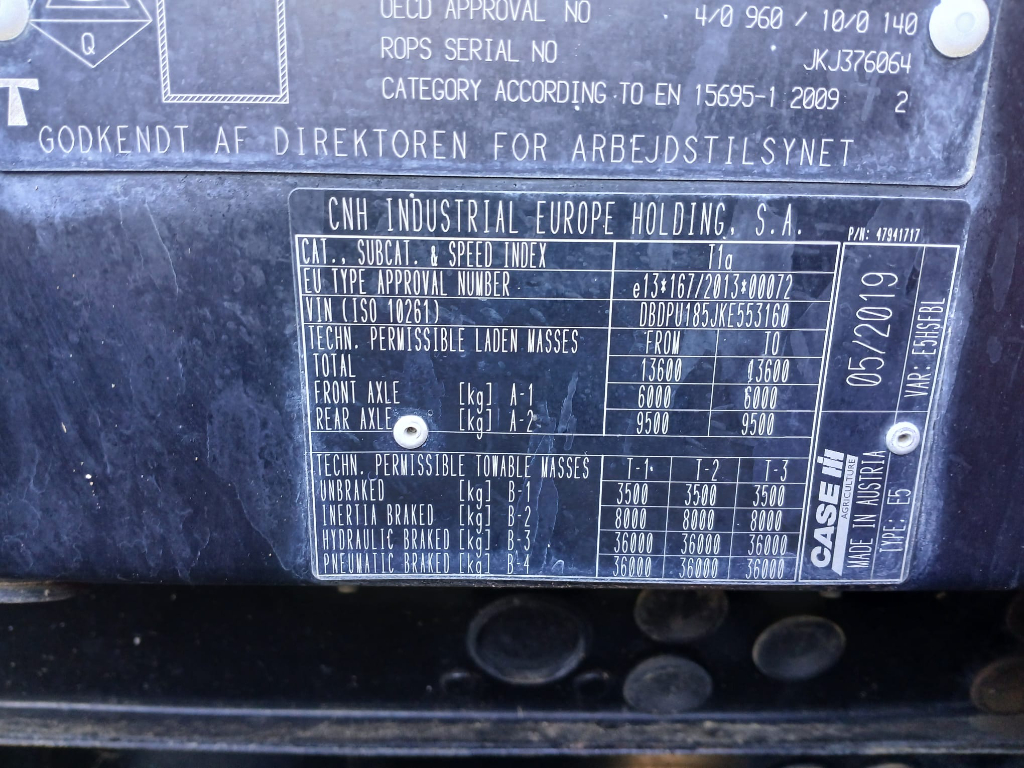 OECD APPROVAL NO 4/0 960 / 10/0 140
Q
ROPS SERIAL NO JKJ376064
CATEGORY ACCORDING TO EN 15695-1 2009 2
T
GODKENDT AF DIREKTOREN FOR ARBEJDSTILSYNET
CNH INDUSTRIAL EUROPE HOLDING, S.A.
P/N: 47941717
CAT., SUBCAT. & SPEED INDEX T1a
EU TYPE APPROVAL NUMBER e13*167/2013*00072
VIN (ISO 10261) DBDPU185JKE553160
TECHN. PERMISSIBLE LADEN MASSES FROM TO
TOTAL 13600 13600
FRONT AXLE [kg] A-1 6000 6000
REAR AXLE [kg] A-2 9500 9500
TECHN. PERMISSIBLE TOWABLE MASSES T-1 T-2 T-3
UNBRAKED [kg] B-1 3500 3500 3500
INERTIA BRAKED [kg] B-2 8000 8000 8000
HYDRAULIC BRAKED [kg] B-3 36000 36000 36000
PNEUMATIC BRAKED [kg] B-4 36000 36000 36000
05/2019
VAR: E5HSFBL
CASE IH
AGRICULTURE
MADE IN AUSTRIA
TYPE: E5